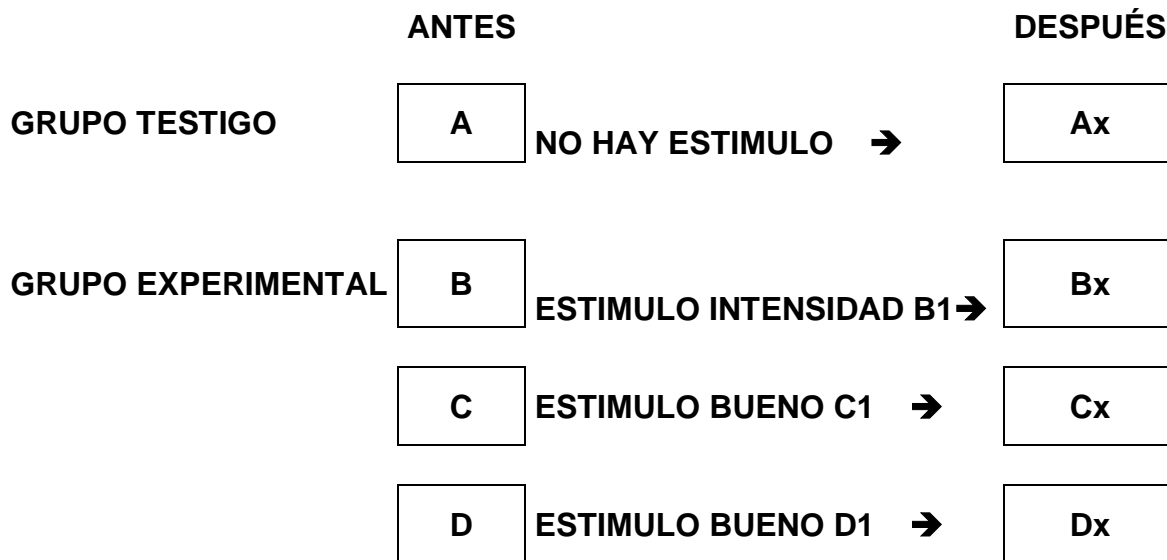 ANTES DESPUÉS
GRUPO TESTIGO A NO HAY ESTIMULO ➔ Ax
GRUPO EXPERIMENTAL B ESTIMULO INTENSIDAD B1➔ Bx
C ESTIMULO BUENO C1 ➔ Cx
D ESTIMULO BUENO D1 ➔ Dx